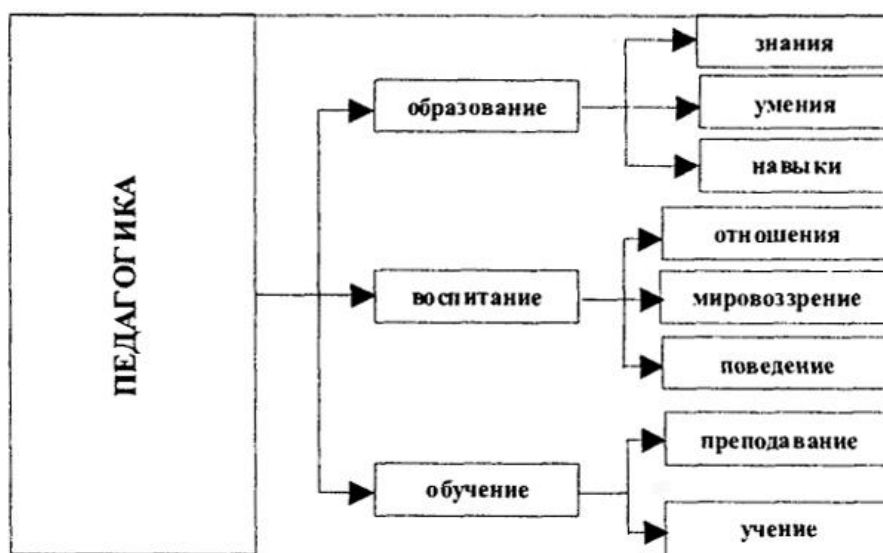 ПЕДАГОГИКА
образование
знания
умения
навыки
воспитание
отношения
мировоззрение
поведение
обучение
преподавание
учение